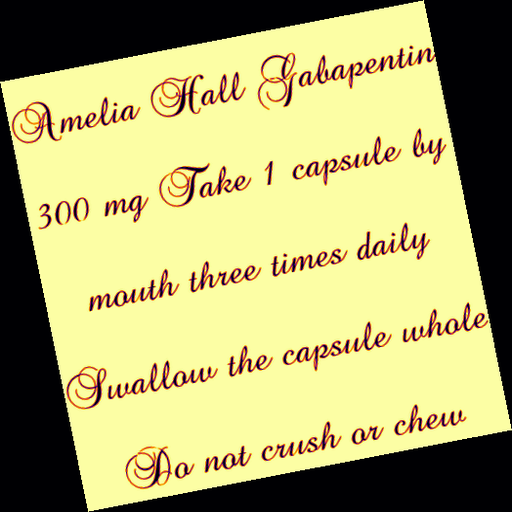 Amelia Hall Gabapentin
300 mg Take 1 capsule by
mouth three times daily
Swallow the capsule whole
Do not crush or chew